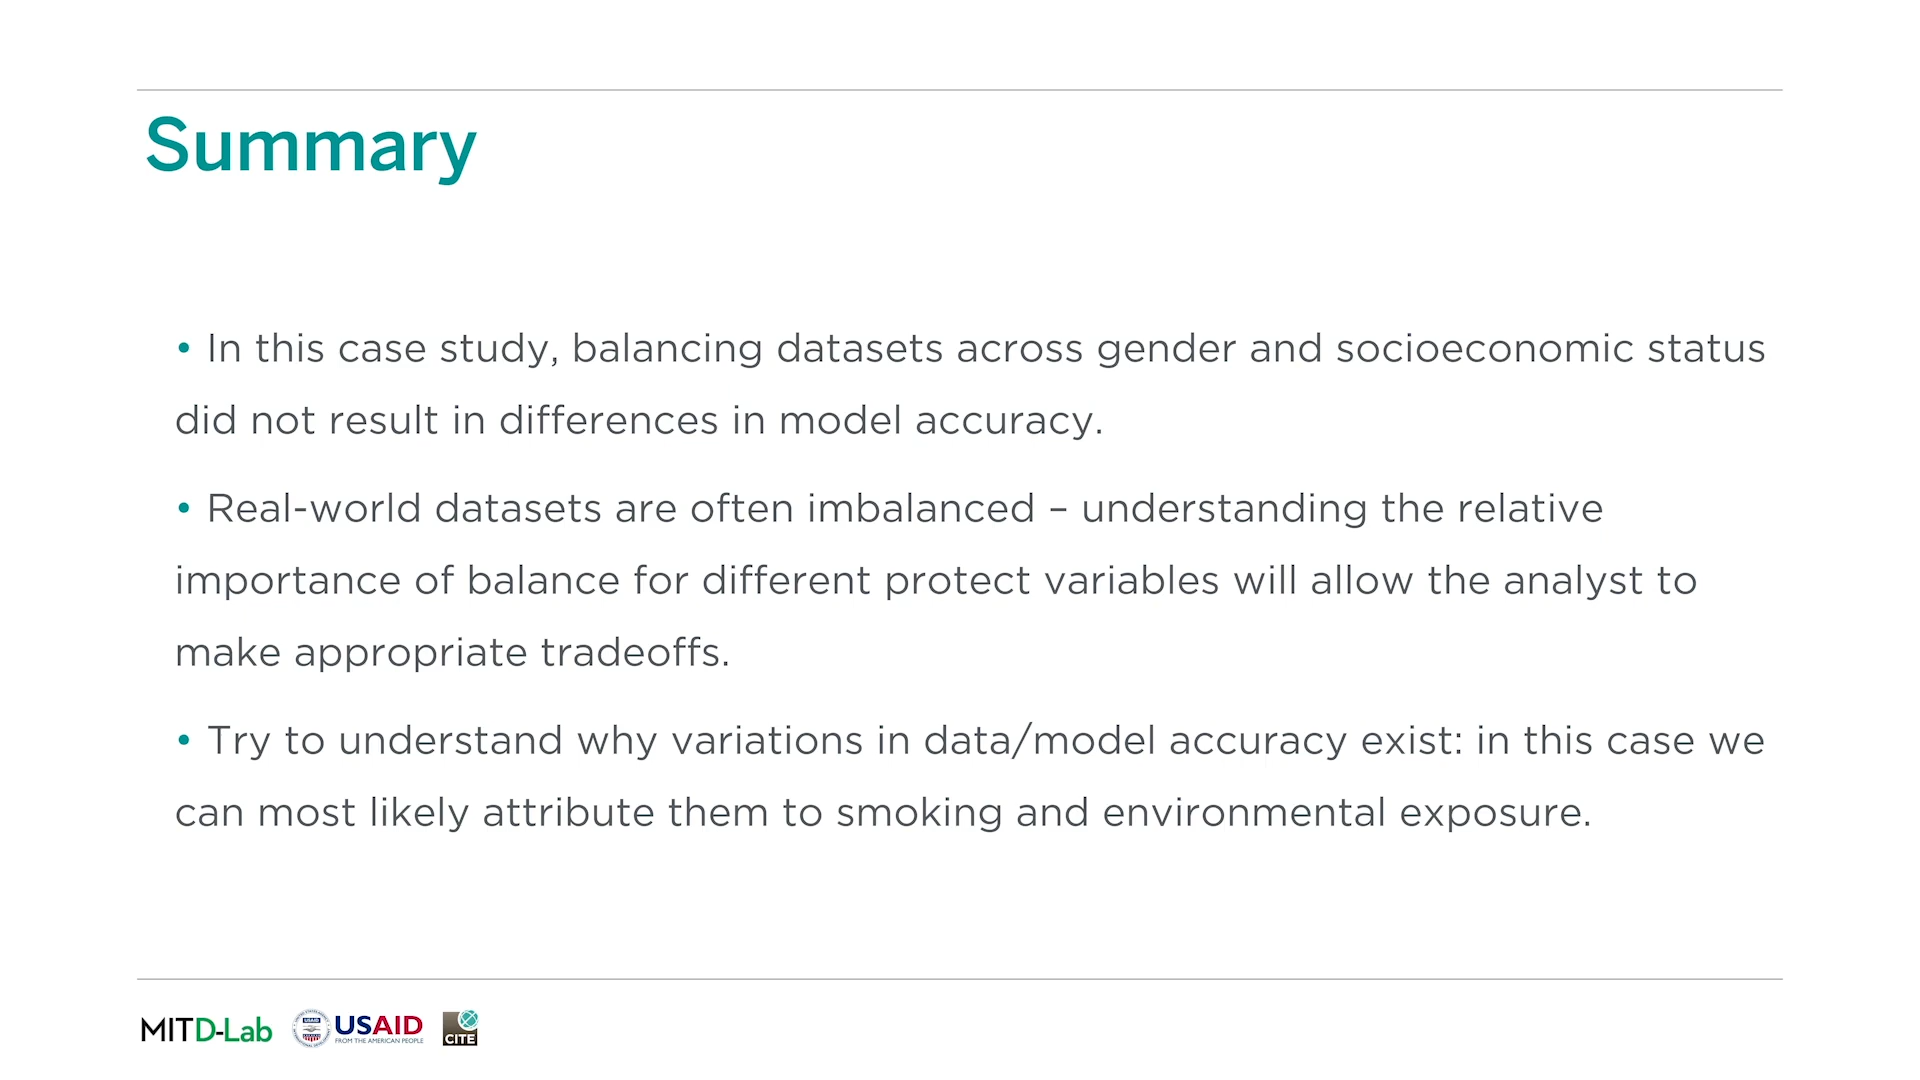 Summary
• In this case study, balancing datasets across gender and socioeconomic status
did not result in differences in model accuracy.
• Real-world datasets are often imbalanced – understanding the relative
importance of balance for different protect variables will allow the analyst to
make appropriate tradeoffs.
• Try to understand why variations in data/model accuracy exist: in this case we
can most likely attribute them to smoking and environmental exposure.
MIT D-Lab
USAID
USAID
FROM THE AMERICAN PEOPLE
CITE